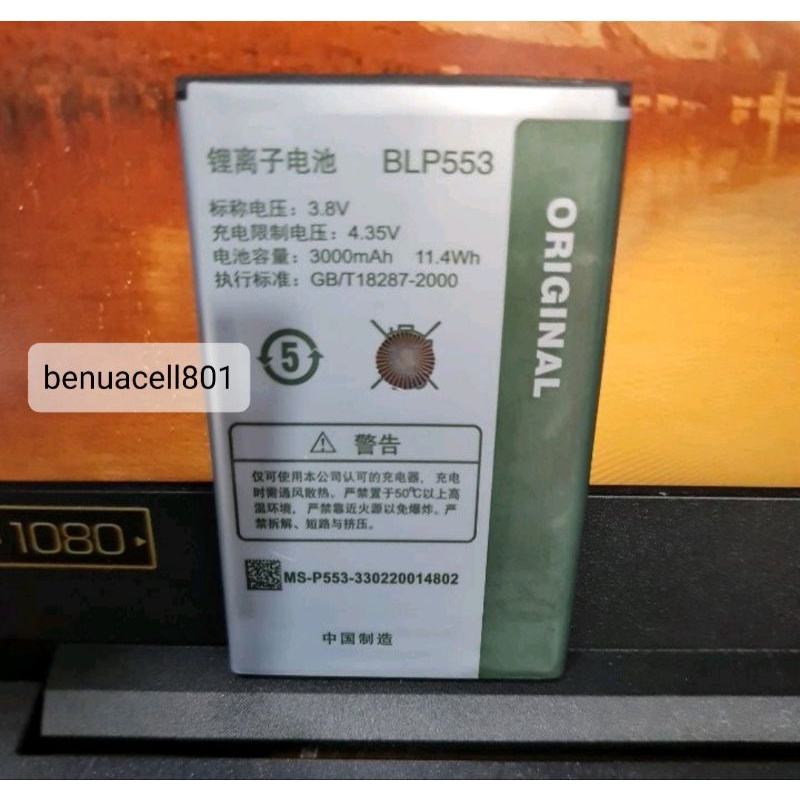 锂离子电池 BLP553
标称电压：3.8V
充电限制电压：4.35V
电池容量：3000mAh 11.4Wh
执行标准：GB/T18287-2000
ORIGINAL
5
benuacell801
警告
仅可使用本公司认可的充电器，充电
时需通风散热。严禁置于50℃以上高
温环境，严禁靠近火源以免爆炸。严
禁拆解、短路与挤压。
1080
MS-P553-330220014802
中国制造